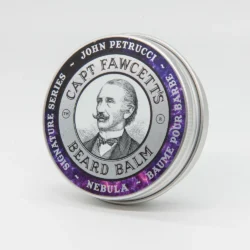 JOHN PETRUCCI
SIGNATURE SERIES
CAPT FAWCETT'S
BEARD BALM
NEBULA
BAUME POUR BARBE